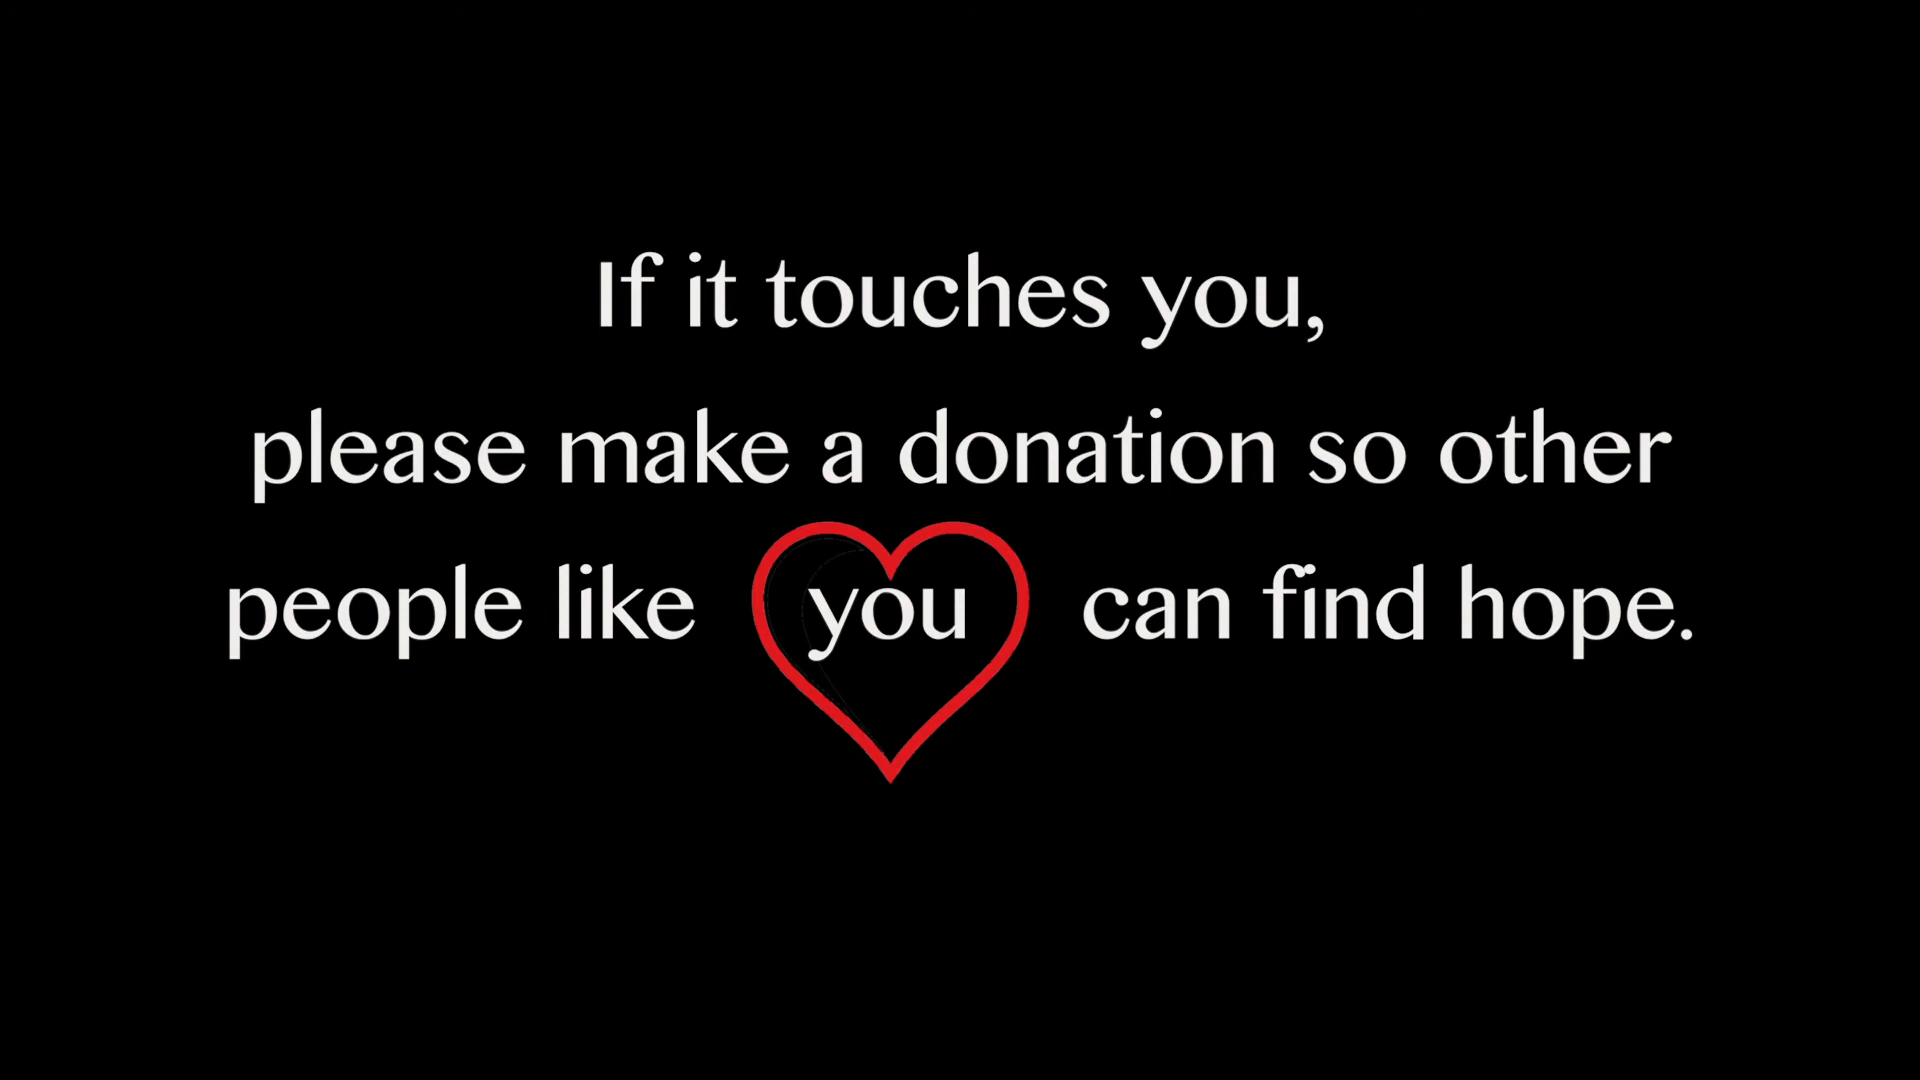 If it touches you,
please make a donation so other
people like you can find hope.